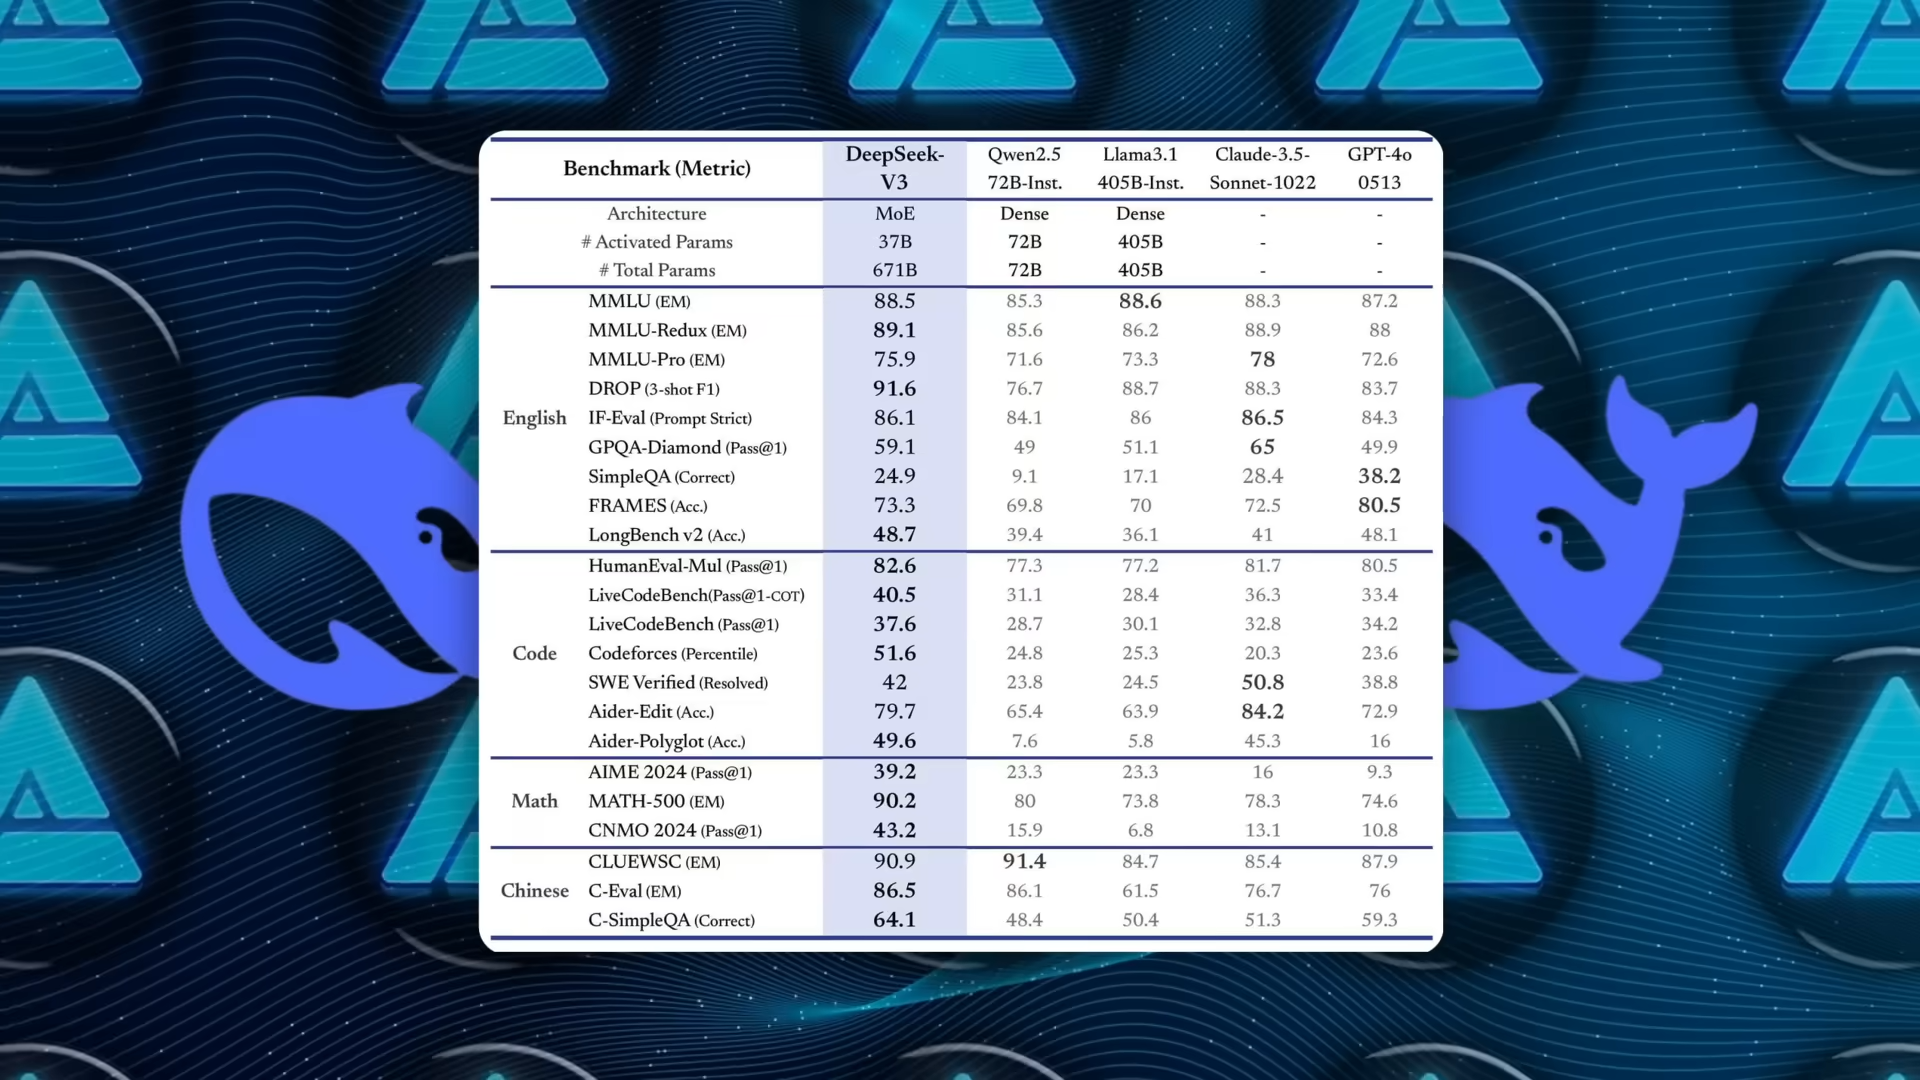 Benchmark (Metric) DeepSeek-V3 Qwen2.5 72B-Inst. Llama3.1 405B-Inst. Claude-3.5-Sonnet-1022 GPT-4o 0513
Architecture MoE Dense Dense - -
# Activated Params 37B 72B 405B - -
# Total Params 671B 72B 405B - -
English
MMLU (EM) 88.5 85.3 88.6 88.3 87.2
MMLU-Redux (EM) 89.1 85.6 86.2 88.9 88
MMLU-Pro (EM) 75.9 71.6 73.3 78 72.6
DROP (3-shot F1) 91.6 76.7 88.7 88.3 83.7
IF-Eval (Prompt Strict) 86.1 84.1 86 86.5 84.3
GPQA-Diamond (Pass@1) 59.1 49 51.1 65 49.9
SimpleQA (Correct) 24.9 9.1 17.1 28.4 38.2
FRAMES (Acc.) 73.3 69.8 70 72.5 80.5
LongBench v2 (Acc.) 48.7 39.4 36.1 41 48.1
Code
HumanEval-Mul (Pass@1) 82.6 77.3 77.2 81.7 80.5
LiveCodeBench(Pass@1-COT) 40.5 31.1 28.4 36.3 33.4
LiveCodeBench (Pass@1) 37.6 28.7 30.1 32.8 34.2
Codeforces (Percentile) 51.6 24.8 25.3 20.3 23.6
SWE Verified (Resolved) 42 23.8 24.5 50.8 38.8
Aider-Edit (Acc.) 79.7 65.4 63.9 84.2 72.9
Aider-Polyglot (Acc.) 49.6 7.6 5.8 45.3 16
Math
AIME 2024 (Pass@1) 39.2 23.3 23.3 16 9.3
MATH-500 (EM) 90.2 80 73.8 78.3 74.6
CNMO 2024 (Pass@1) 43.2 15.9 6.8 13.1 10.8
Chinese
CLUEWSC (EM) 90.9 91.4 84.7 85.4 87.9
C-Eval (EM) 86.5 86.1 61.5 76.7 76
C-SimpleQA (Correct) 64.1 48.4 50.4 51.3 59.3